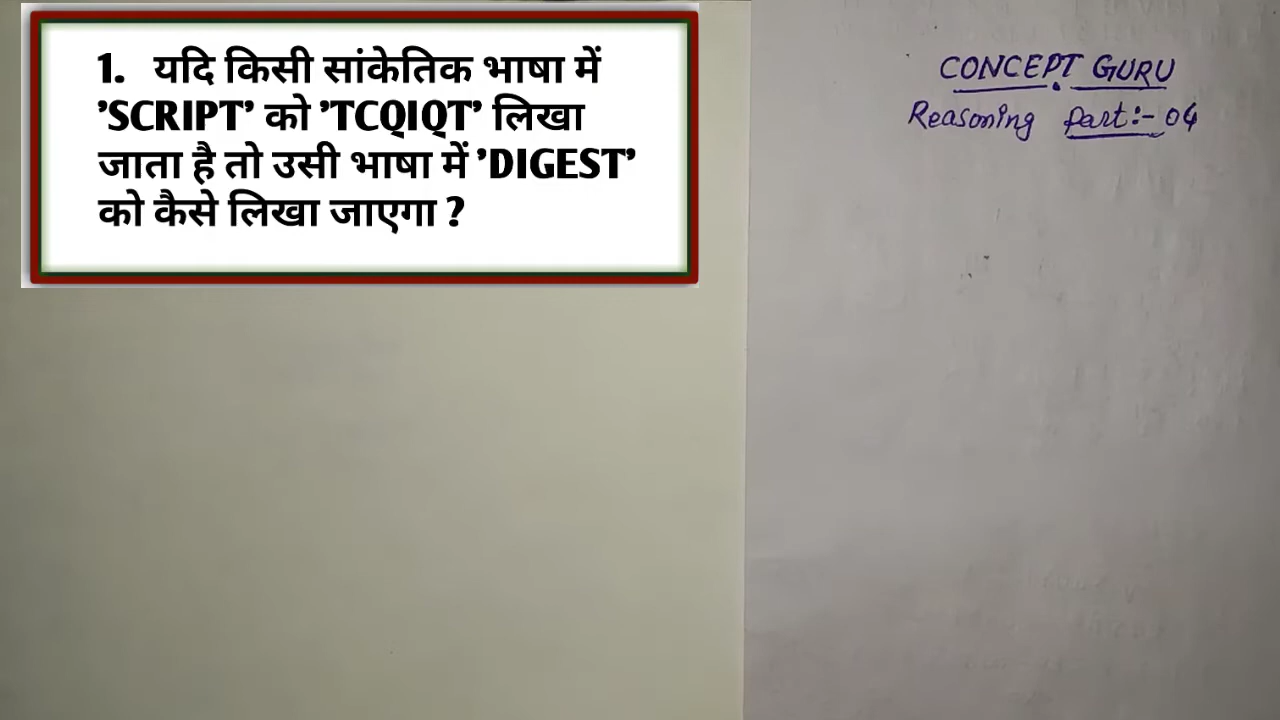 1. यदि किसी सांकेतिक भाषा में
'SCRIPT' को 'TCQIQT' लिखा
जाता है तो उसी भाषा में 'DIGEST'
को कैसे लिखा जाएगा ?
CONCEPT GURU
Reasoning Part:- 04